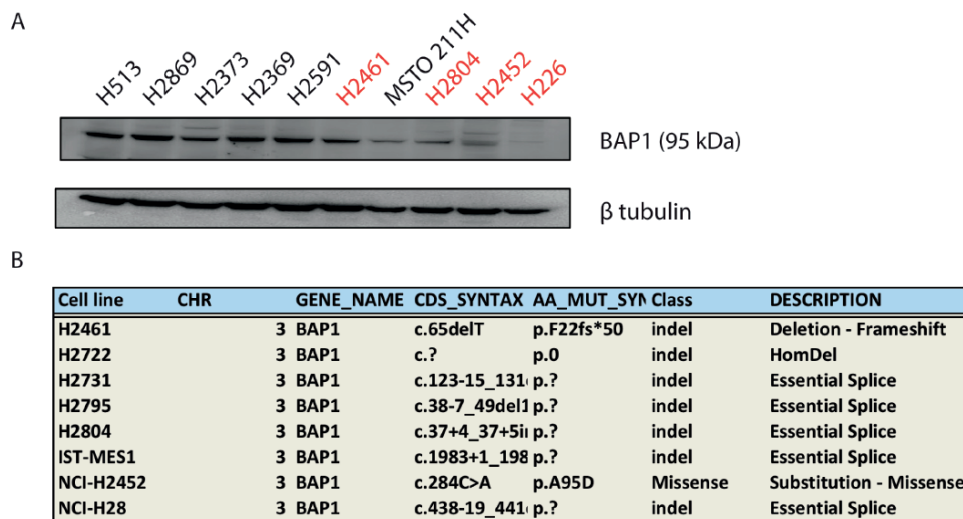 A
H513 H2869 H2373 H2369 H2591 H2461 MSTO 211H H2804 H2452 H226
BAP1 (95 kDa)
β tubulin
B
Cell line CHR GENE_NAME CDS_SYNTAX AA_MUT_SYN Class DESCRIPTION
H2461 3 BAP1 c.65delT p.F22fs*50 indel Deletion - Frameshift
H2722 3 BAP1 c.? p.0 indel HomDel
H2731 3 BAP1 c.123-15_131 p.? indel Essential Splice
H2795 3 BAP1 c.38-7_49del1 p.? indel Essential Splice
H2804 3 BAP1 c.37+4_37+5i p.? indel Essential Splice
IST-MES1 3 BAP1 c.1983+1_198 p.? indel Essential Splice
NCI-H2452 3 BAP1 c.284C>A p.A95D Missense Substitution - Missense
NCI-H28 3 BAP1 c.438-19_441 p.? indel Essential Splice